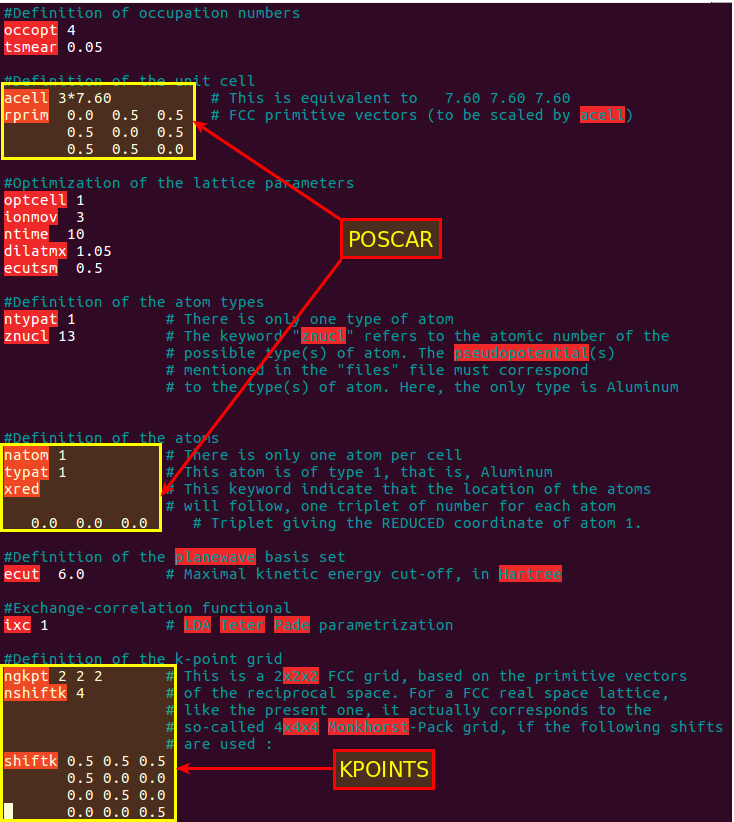 #Definition of occupation numbers
occopt 4
tsmear 0.05
#Definition of the unit cell
acell 3*7.60 # This is equivalent to 7.60 7.60 7.60
rprim 0.0 0.5 0.5 # FCC primitive vectors (to be scaled by acell)
0.5 0.0 0.5
0.5 0.5 0.0
#Optimization of the lattice parameters
optcell 1
ionmov 3
ntime 10
dilatmx 1.05
ecutsm 0.5
POSCAR
#Definition of the atom types
ntypat 1 # There is only one type of atom
znucl 13 # The keyword "znucl" refers to the atomic number of the
# possible type(s) of atom. The pseudopotential(s)
# mentioned in the "files" file must correspond
# to the type(s) of atom. Here, the only type is Aluminum
#Definition of the atoms
natom 1 # There is only one atom per cell
typat 1 # This atom is of type 1, that is, Aluminum
xred # This keyword indicate that the location of the atoms
# will follow, one triplet of number for each atom
0.0 0.0 0.0 # Triplet giving the REDUCED coordinate of atom 1.
#Definition of the planewave basis set
ecut 6.0 # Maximal kinetic energy cut-off, in Hartree
#Exchange-correlation functional
ixc 1 # LDA Teter Pade parametrization
#Definition of the k-point grid
ngkpt 2 2 2 # This is a 2x2x2 FCC grid, based on the primitive vectors
nshiftk 4 # of the reciprocal space. For a FCC real space lattice,
# like the present one, it actually corresponds to the
# so-called 4x4x4 Monkhorst-Pack grid, if the following shifts
# are used :
shiftk 0.5 0.5 0.5
0.5 0.0 0.0
0.0 0.5 0.0
0.0 0.0 0.5
KPOINTS